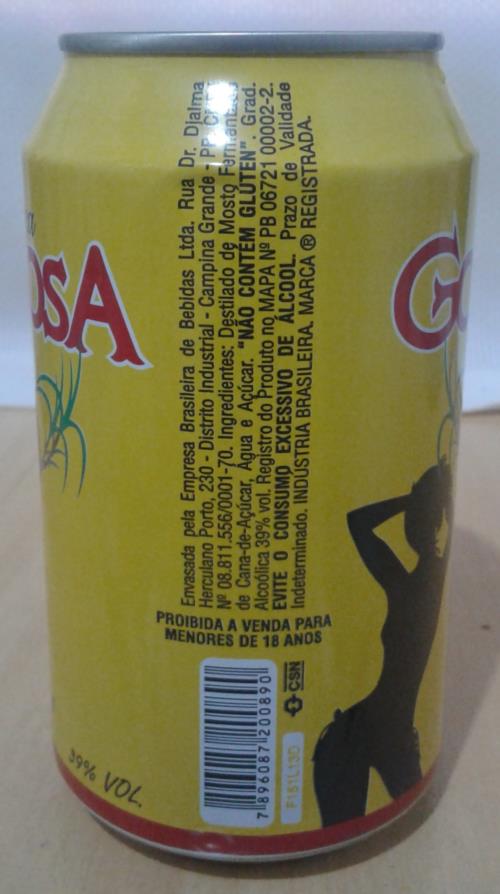 OSA
GO
Envasada pela Empresa Brasileira de Bebidas Ltda. Rua Dr. Djalma
Herculano Porto, 230 - Distrito Industrial - Campina Grande - PB
Nº 08.811.556/0001-70. Ingredientes: Destilado de Mosto Fermentado
de Cana-de-Açúcar, Água e Açúcar. "NÃO CONTÉM GLÚTEN". Grad.
Alcoólica 39% vol. Registro do Produto no MAPA Nº PB 06721 00002-2.
EVITE O CONSUMO EXCESSIVO DE ÁLCOOL. Prazo de Validade
Indeterminado. INDÚSTRIA BRASILEIRA. MARCA ® REGISTRADA.
PROIBIDA A VENDA PARA
MENORES DE 18 ANOS
CSN
7 896087 200890
F151L13D
39% VOL.